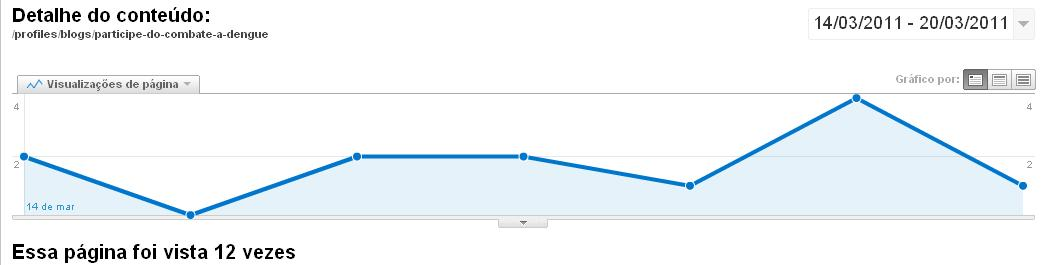 Detalhe do conteúdo:
/profiles/blogs/participe-do-combate-a-dengue
14/03/2011 - 20/03/2011
Visualizações de página
Gráfico por:
4
4
2
2
14 de mar
Essa página foi vista 12 vezes